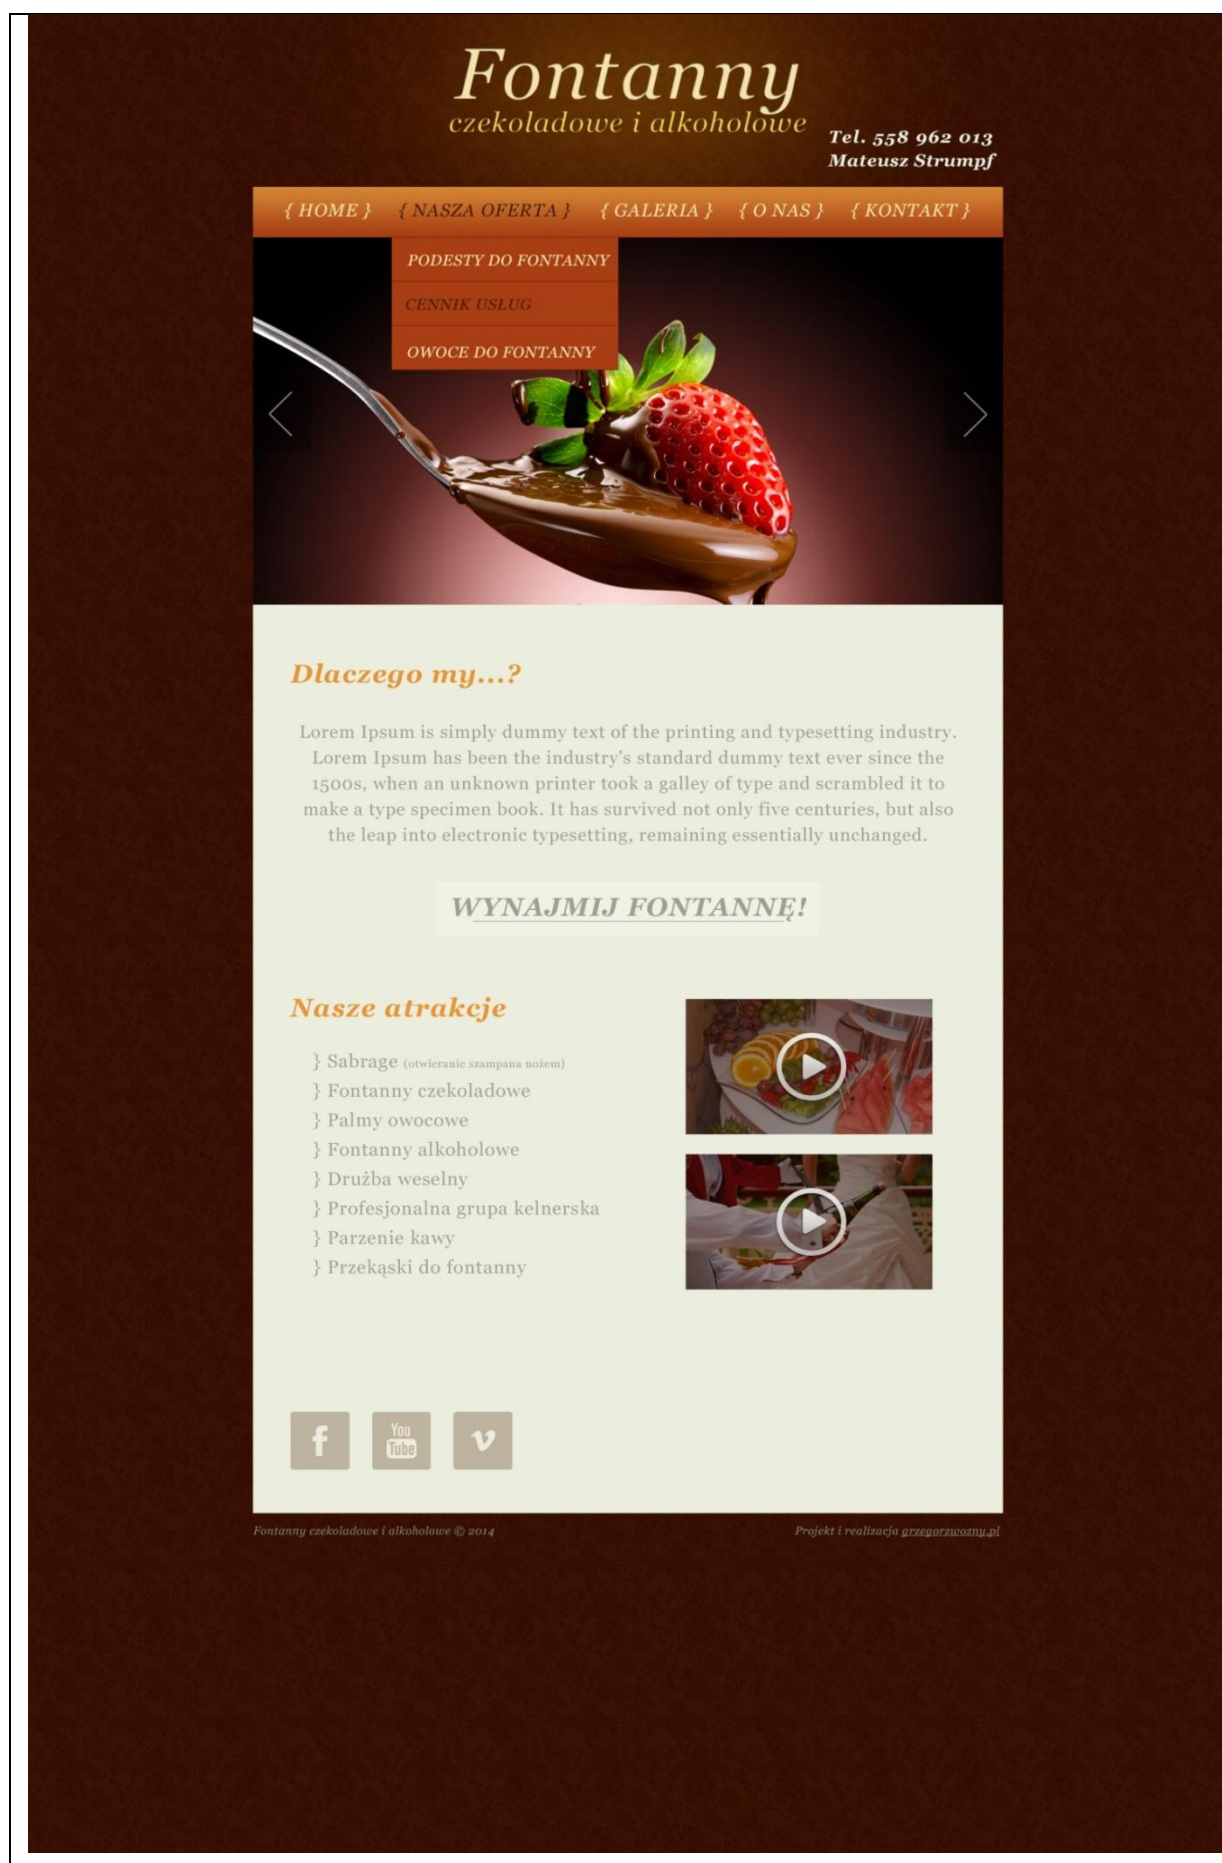 Fontanny
czekoladowe i alkoholowe
Tel. 558 962 013
Mateusz Strumpf
{ HOME } { NASZA OFERTA } { GALERIA } { O NAS } { KONTAKT }
PODESTY DO FONTANNY
CENNIK USŁUG
OWOCE DO FONTANNY
Dlaczego my...?
Lorem Ipsum is simply dummy text of the printing and typesetting industry.
Lorem Ipsum has been the industry's standard dummy text ever since the
1500s, when an unknown printer took a galley of type and scrambled it to
make a type specimen book. It has survived not only five centuries, but also
the leap into electronic typesetting, remaining essentially unchanged.
WYNAJMIJ FONTANNĘ!
Nasze atrakcje
} Sabrage (otwieranie szampana nożem)
} Fontanny czekoladowe
} Palmy owocowe
} Fontanny alkoholowe
} Drużba weselny
} Profesjonalna grupa kelnerska
} Parzenie kawy
} Przekąski do fontanny
f You Tube v
Fontanny czekoladowe i alkoholowe © 2014 Projekt i realizacja grzegorzwozny.pl